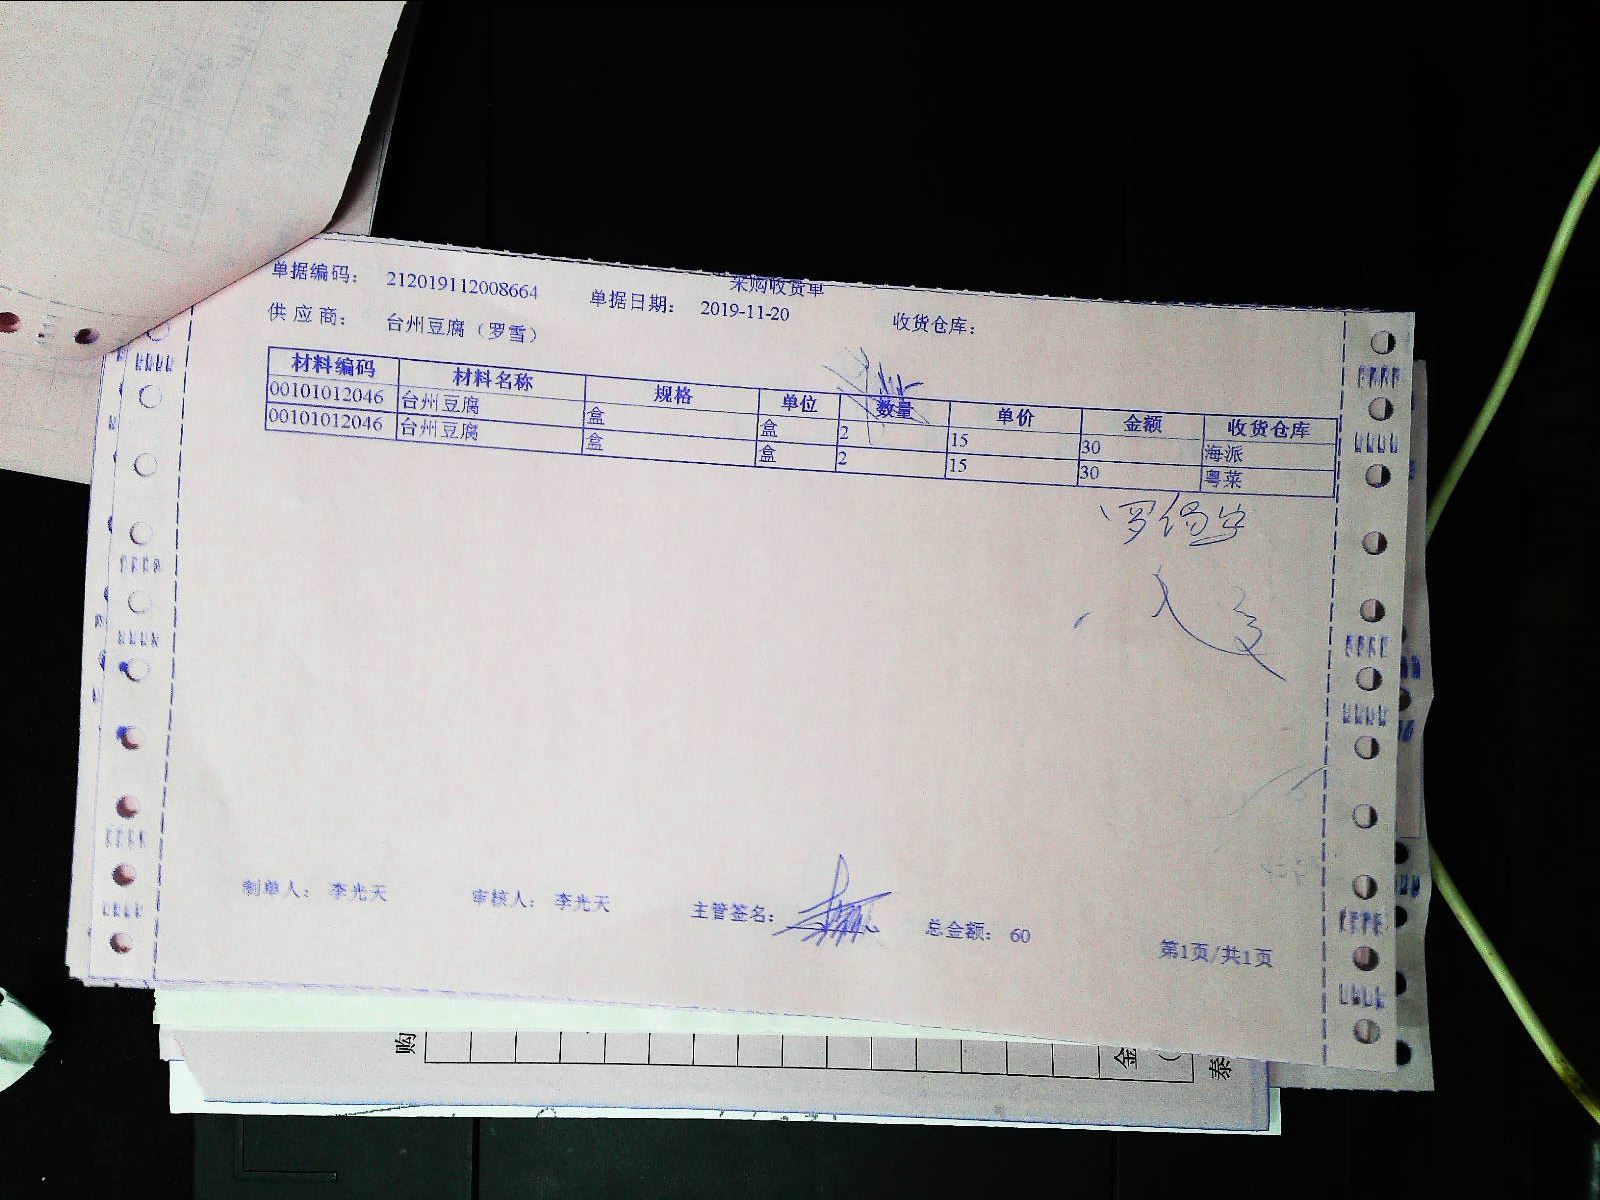 采购收货单
单据编码： 212019112008664 单据日期： 2019-11-20 收货仓库：
供应商： 台州豆腐（罗雪）
材料编码 材料名称 规格 单位 数量 单价 金额 收货仓库
00101012046 台州豆腐 盒 盒 2 15 30 海派
00101012046 台州豆腐 盒 盒 2 15 30 粤菜
制单人： 李光天 审核人： 李光天 主管签名： 总金额： 60
第1页/共1页
购
金
泰